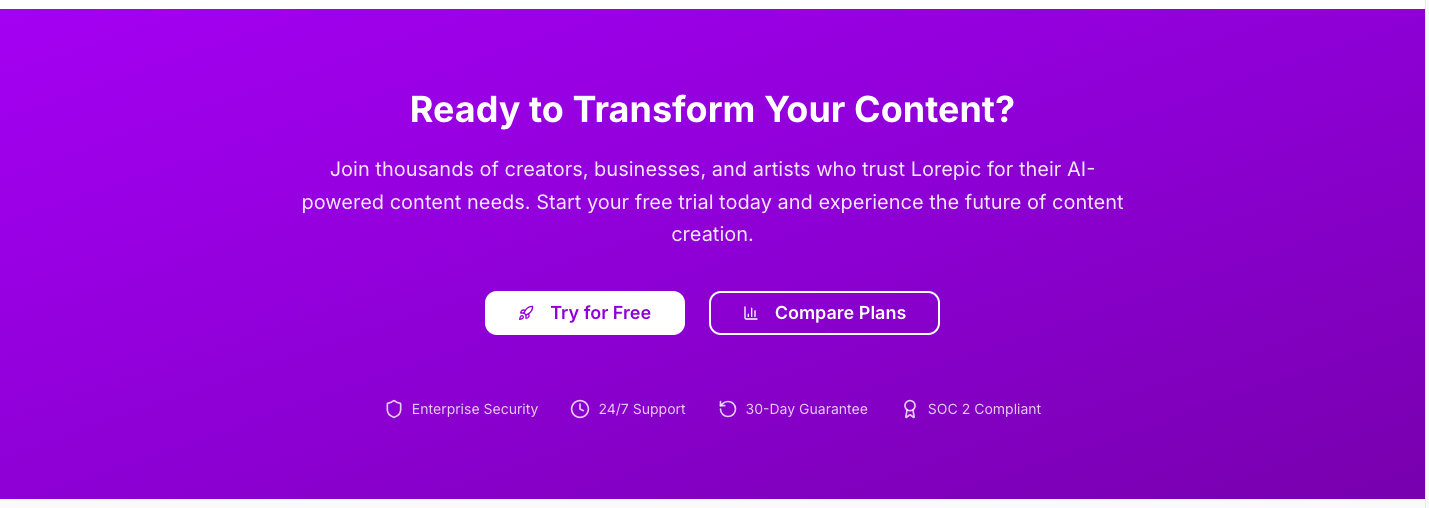 Ready to Transform Your Content?
Join thousands of creators, businesses, and artists who trust Lorepic for their AI-
powered content needs. Start your free trial today and experience the future of content
creation.
Try for Free
Compare Plans
Enterprise Security
24/7 Support
30-Day Guarantee
SOC 2 Compliant